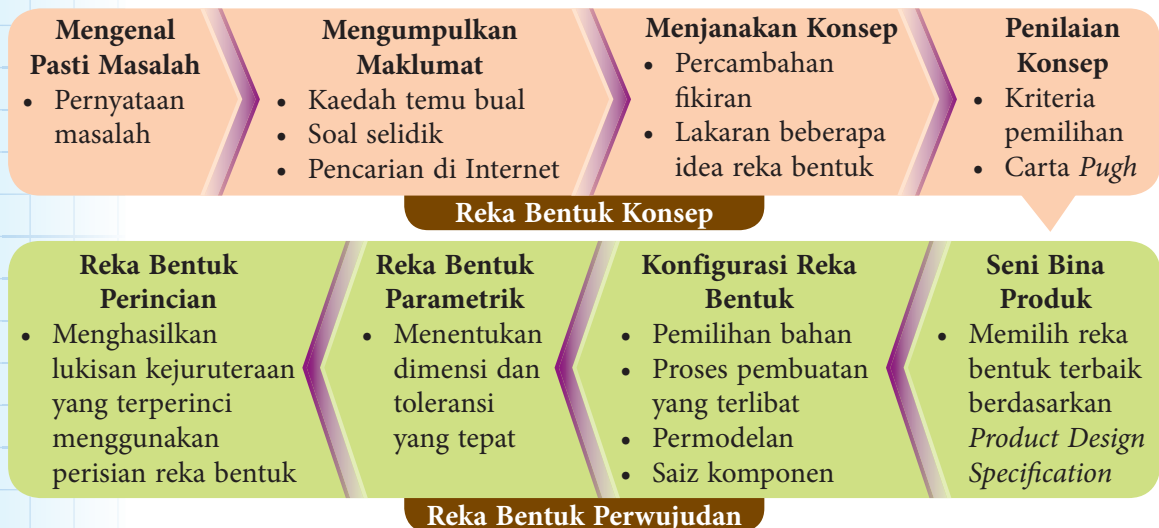 Mengenal
Pasti Masalah
• Pernyataan
masalah
Mengumpulkan
Maklumat
• Kaedah temu bual
• Soal selidik
• Pencarian di Internet
Menjanakan Konsep
• Percambahan
fikiran
• Lakaran beberapa
idea reka bentuk
Penilaian
Konsep
• Kriteria
pemilihan
• Carta Pugh
Reka Bentuk Konsep
Seni Bina
Produk
• Memilih reka
bentuk terbaik
berdasarkan
Product Design
Specification
Konfigurasi Reka
Bentuk
• Pemilihan bahan
• Proses pembuatan
yang terlibat
• Permodelan
• Saiz komponen
Reka Bentuk
Parametrik
• Menentukan
dimensi dan
toleransi
yang tepat
Reka Bentuk
Perincian
• Menghasilkan
lukisan kejuruteraan
yang terperinci
menggunakan
perisian reka bentuk
Reka Bentuk Perwujudan